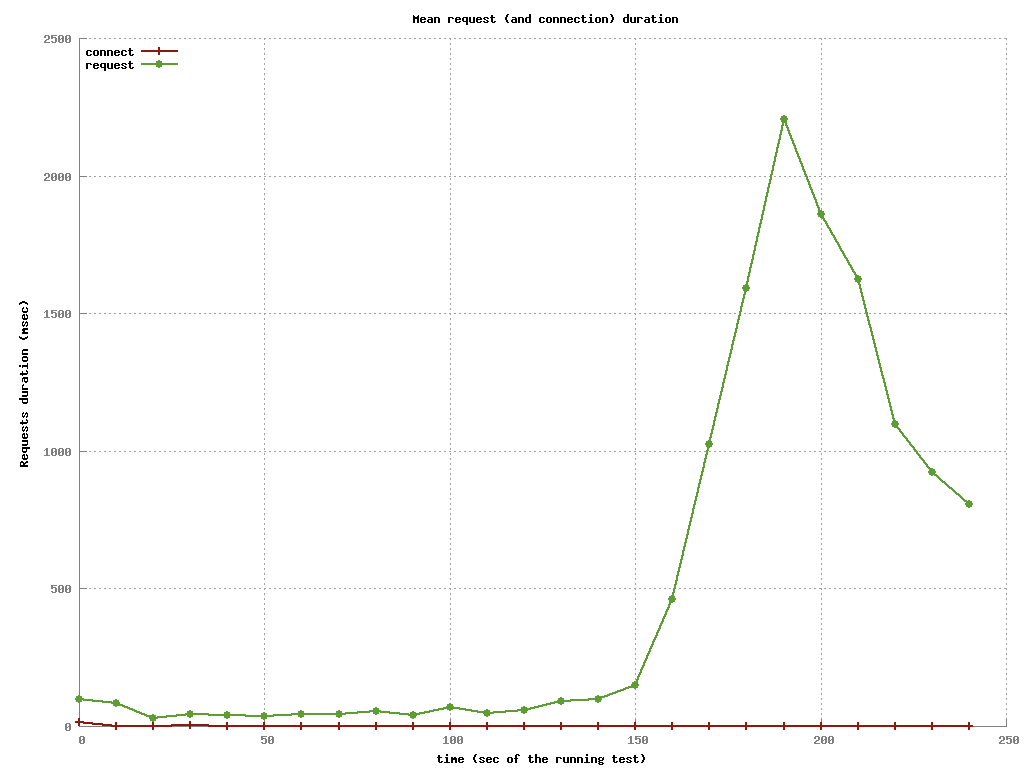 Mean request (and connection) duration
2500
connect
request
2000
1500
Requests duration (msec)
1000
500
0
0 50 100 150 200 250
time (sec of the running test)